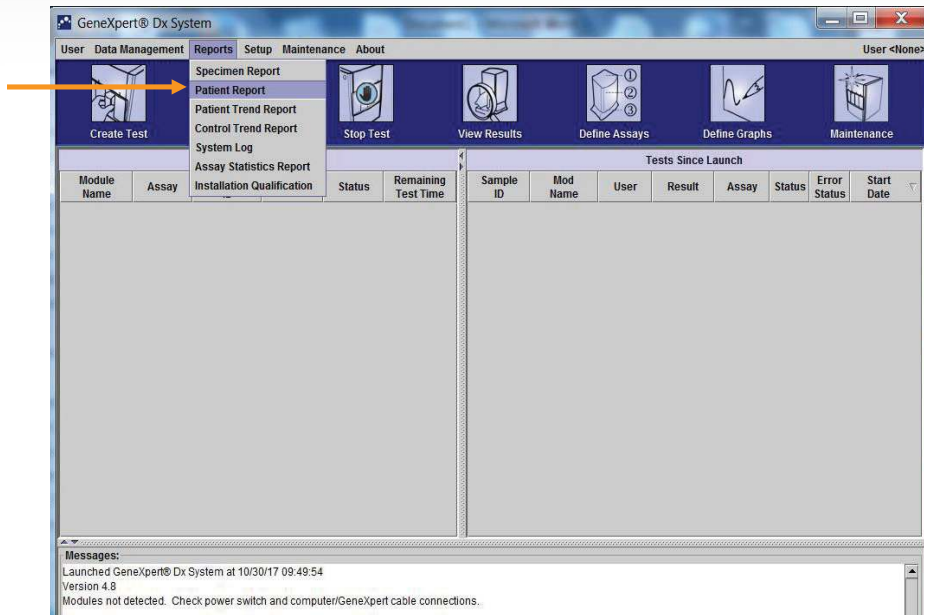 GeneXpert® Dx System
User Data Management Reports Setup Maintenance About User <None>
Specimen Report
Patient Report
Patient Trend Report
Control Trend Report
System Log
Assay Statistics Report
Installation Qualification
Create Test Stop Test View Results Define Assays Define Graphs Maintenance
Tests Since Launch
Module Name Assay Status Remaining Test Time
Sample ID Mod Name User Result Assay Status Error Status Start Date
Messages:
Launched GeneXpert® Dx System at 10/30/17 09:49:54
Version 4.8
Modules not detected. Check power switch and computer/GeneXpert cable connections.